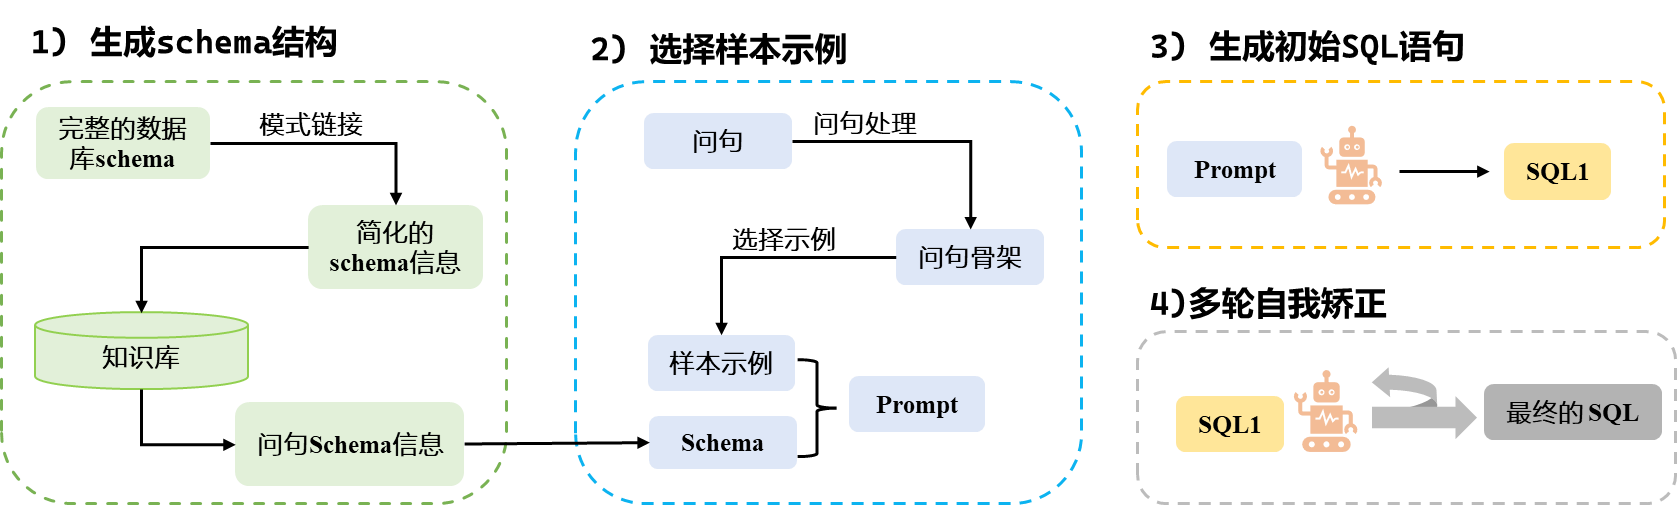 1) 生成schema结构
完整的数据
库schema
模式链接
简化的
schema信息
知识库
问句Schema信息
2) 选择样本示例
问句
问句处理
问句骨架
选择示例
样本示例
Schema
Prompt
3) 生成初始SQL语句
Prompt
SQL1
4)多轮自我矫正
SQL1
最终的 SQL